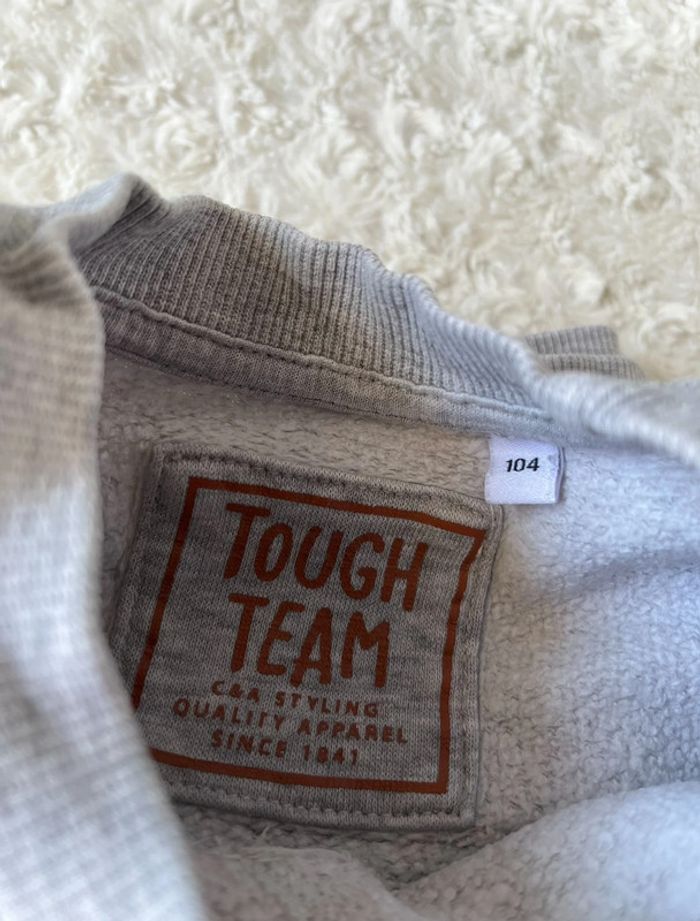 104
TOUGH
TEAM
C&A STYLING
QUALITY APPAREL
SINCE 1841